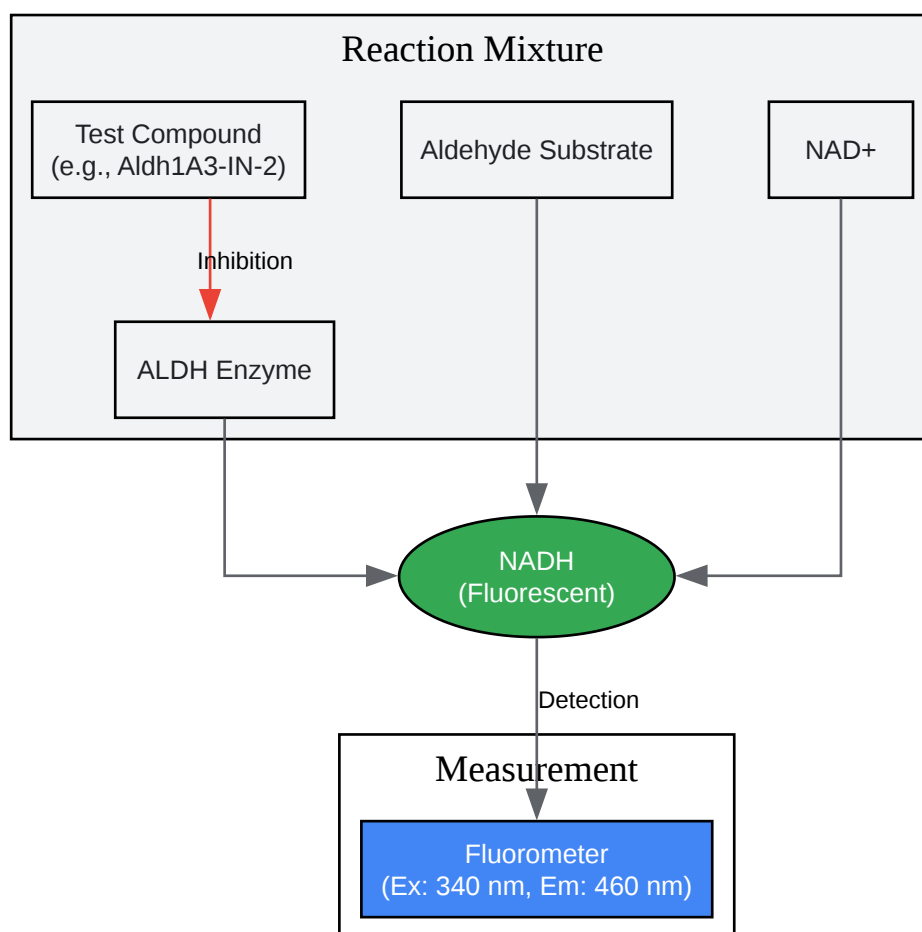 Reaction Mixture
Test Compound
(e.g., Aldh1A3-IN-2)
Aldehyde Substrate
NAD+
Inhibition
ALDH Enzyme
NADH
(Fluorescent)
Detection
Measurement
Fluorometer
(Ex: 340 nm, Em: 460 nm)